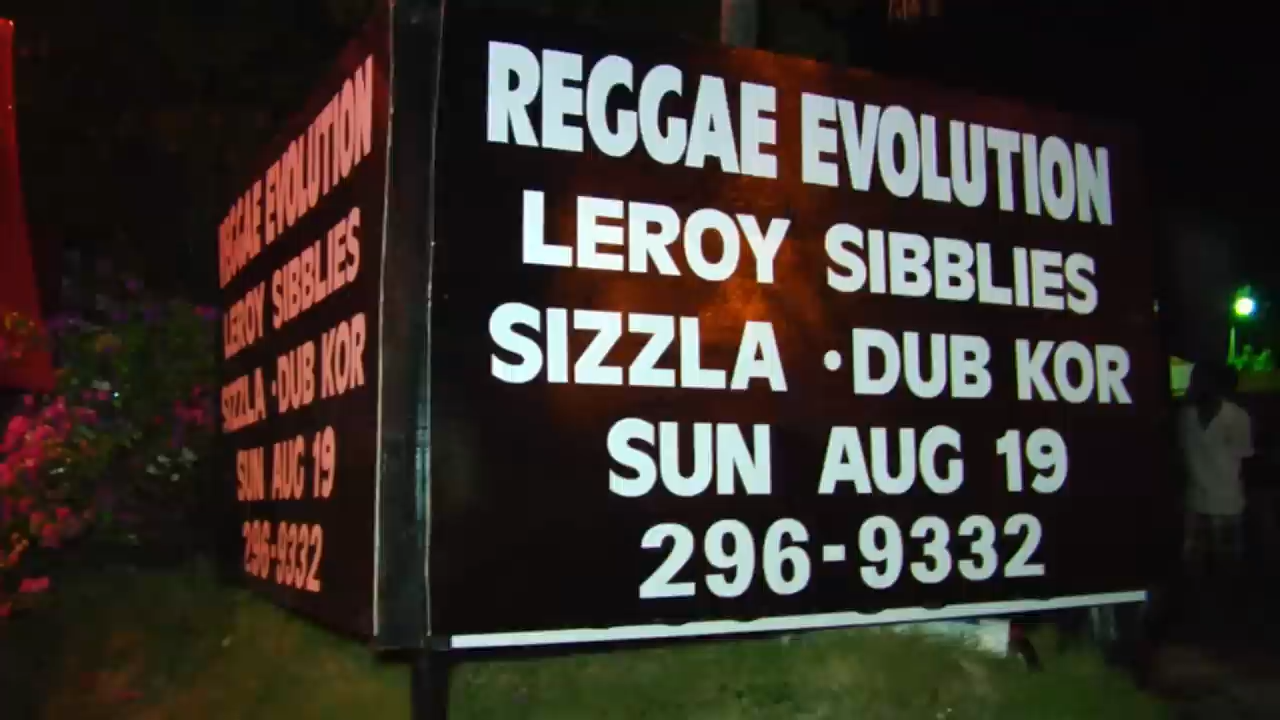 REGGAE EVOLUTION
LEROY SIBBLIES
SIZZLA · DUB KOR
SUN AUG 19
296-9332
REGGAE EVOLUTION
LEROY SIBBLIES
SIZZLA · DUB KOR
SUN AUG 19
296-9332